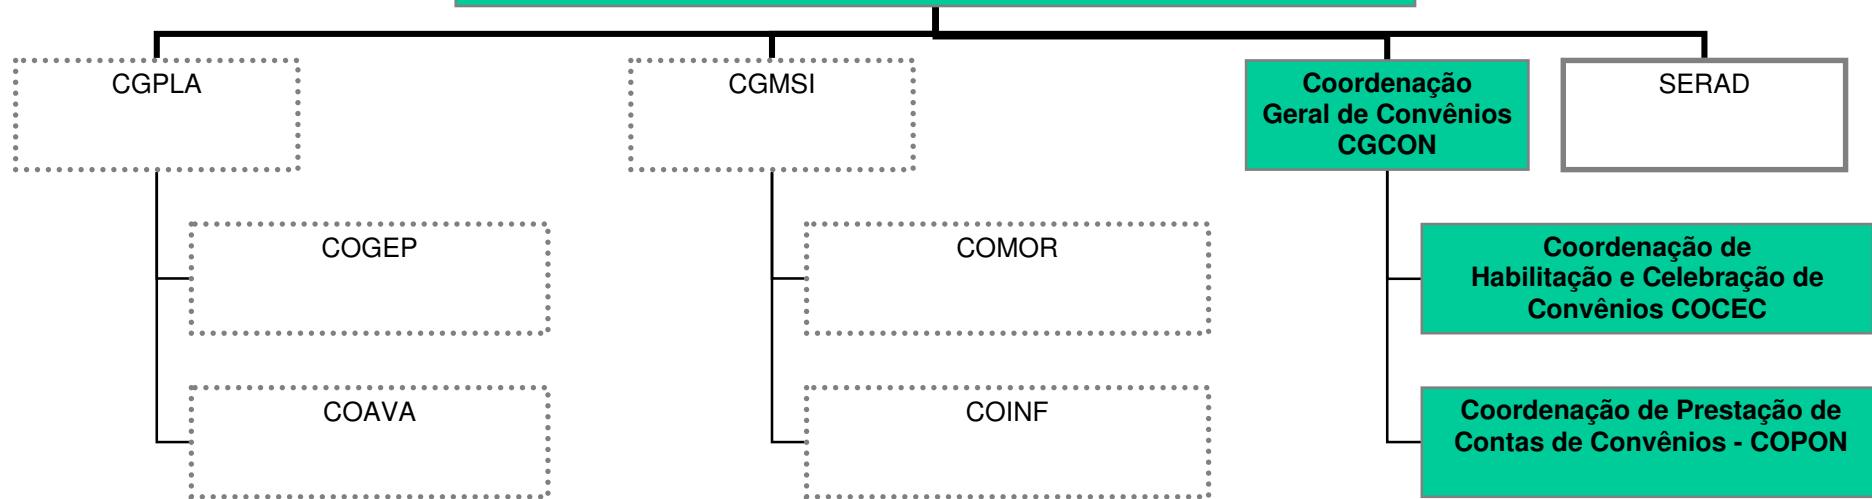 CGPLA
CGMSI
Coordenação
Geral de Convênios
CGCON
SERAD
COGEP
COMOR
Coordenação de
Habilitação e Celebração de
Convênios COCEC
COAVA
COINF
Coordenação de Prestação de
Contas de Convênios - COPON